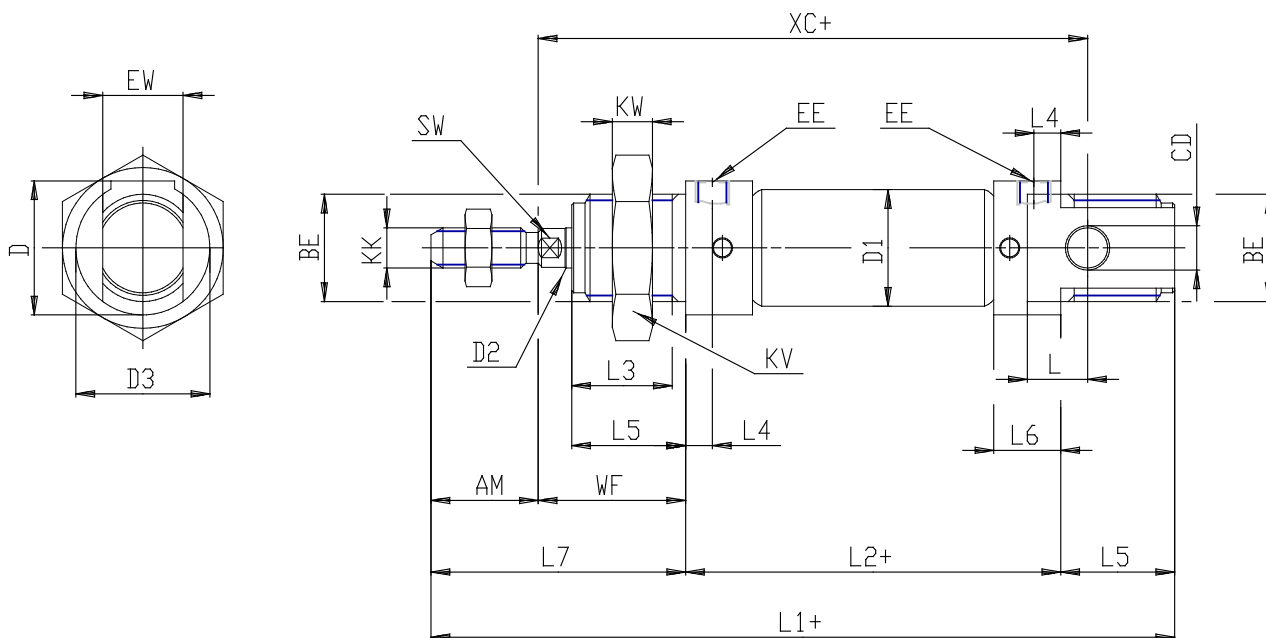 XC+
EW
KW
EE
EE
L4
SW
CD
D
BE
KK
D1
BE
D2
KV
L
D3
L3
L5
L4
L6
AM
WF
L7
L2+
L5
L1+